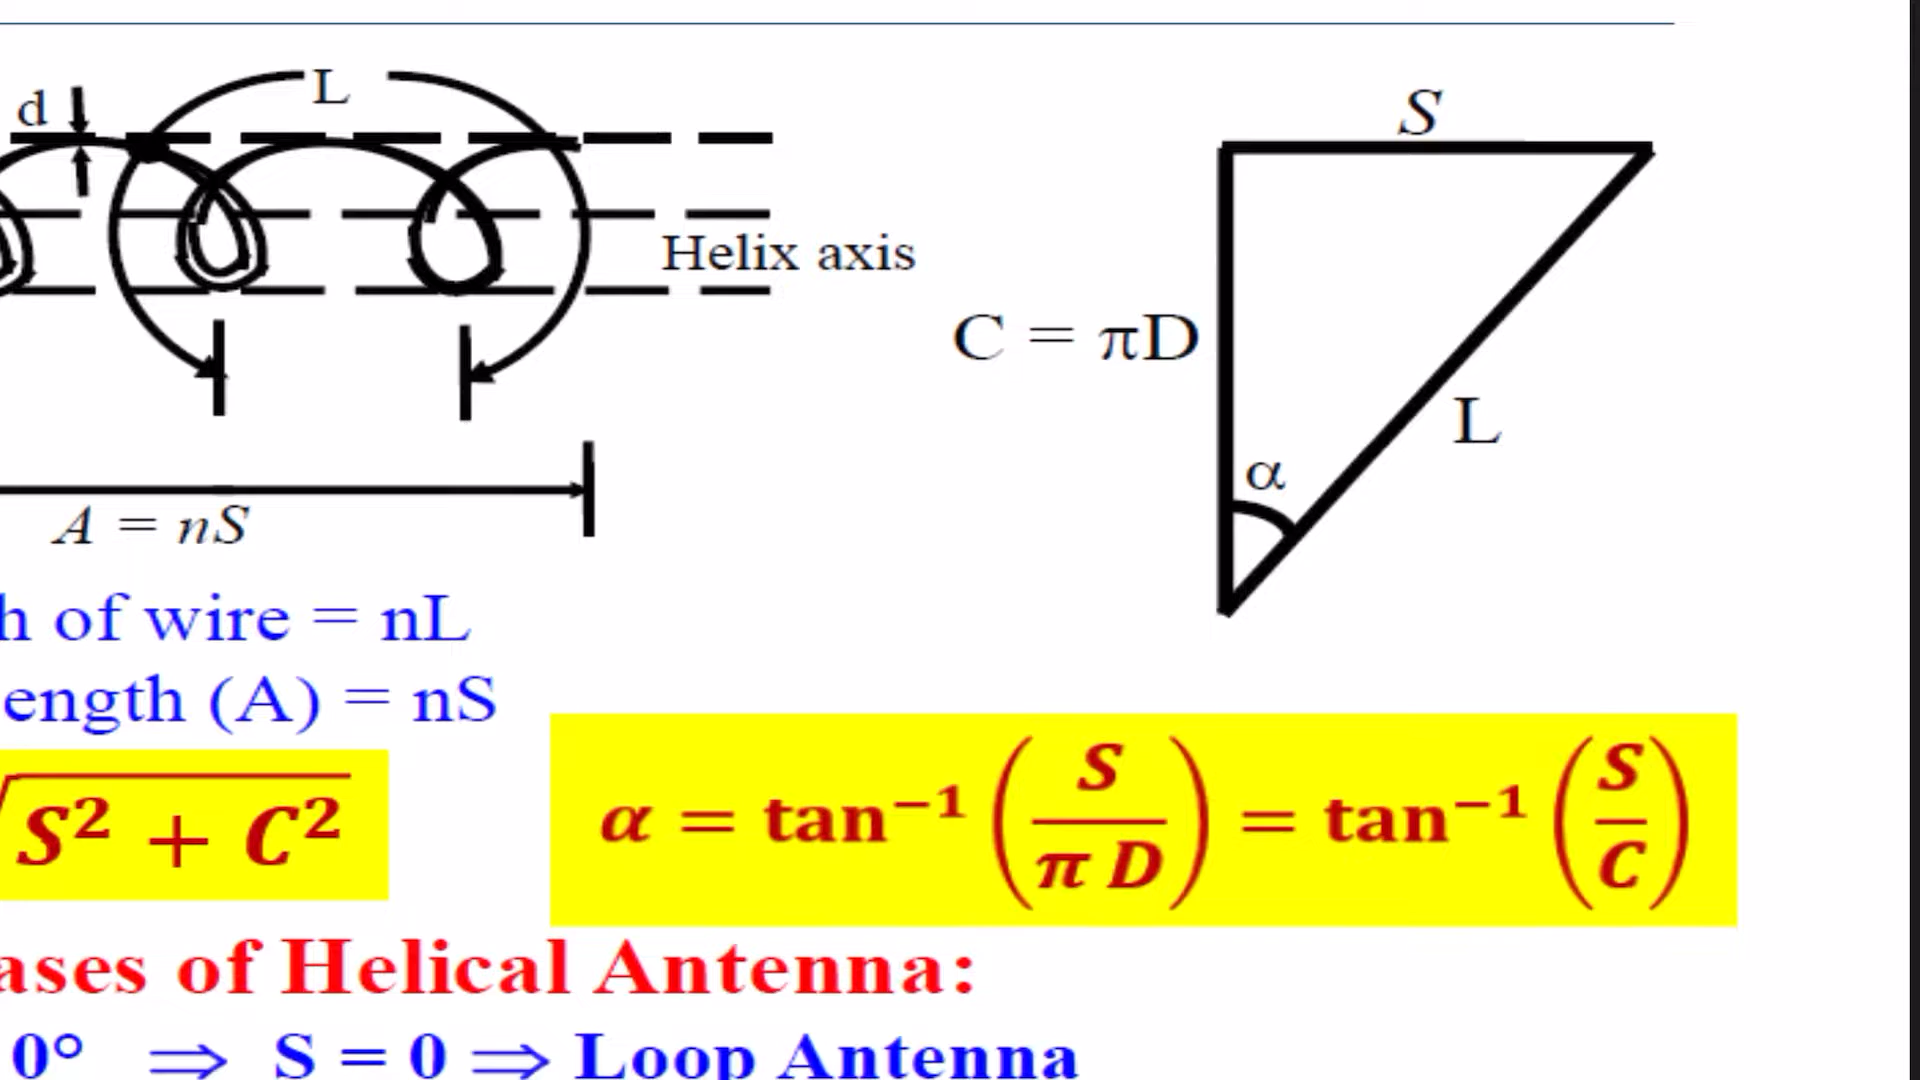 d
L
S
Helix axis
C = πD
L
α
A = nS
h of wire = nL
ength (A) = nS
√S² + C²
α = tan⁻¹ (S / π D) = tan⁻¹ (S / C)
ases of Helical Antenna:
0° ⇒ S = 0 ⇒ Loop Antenna